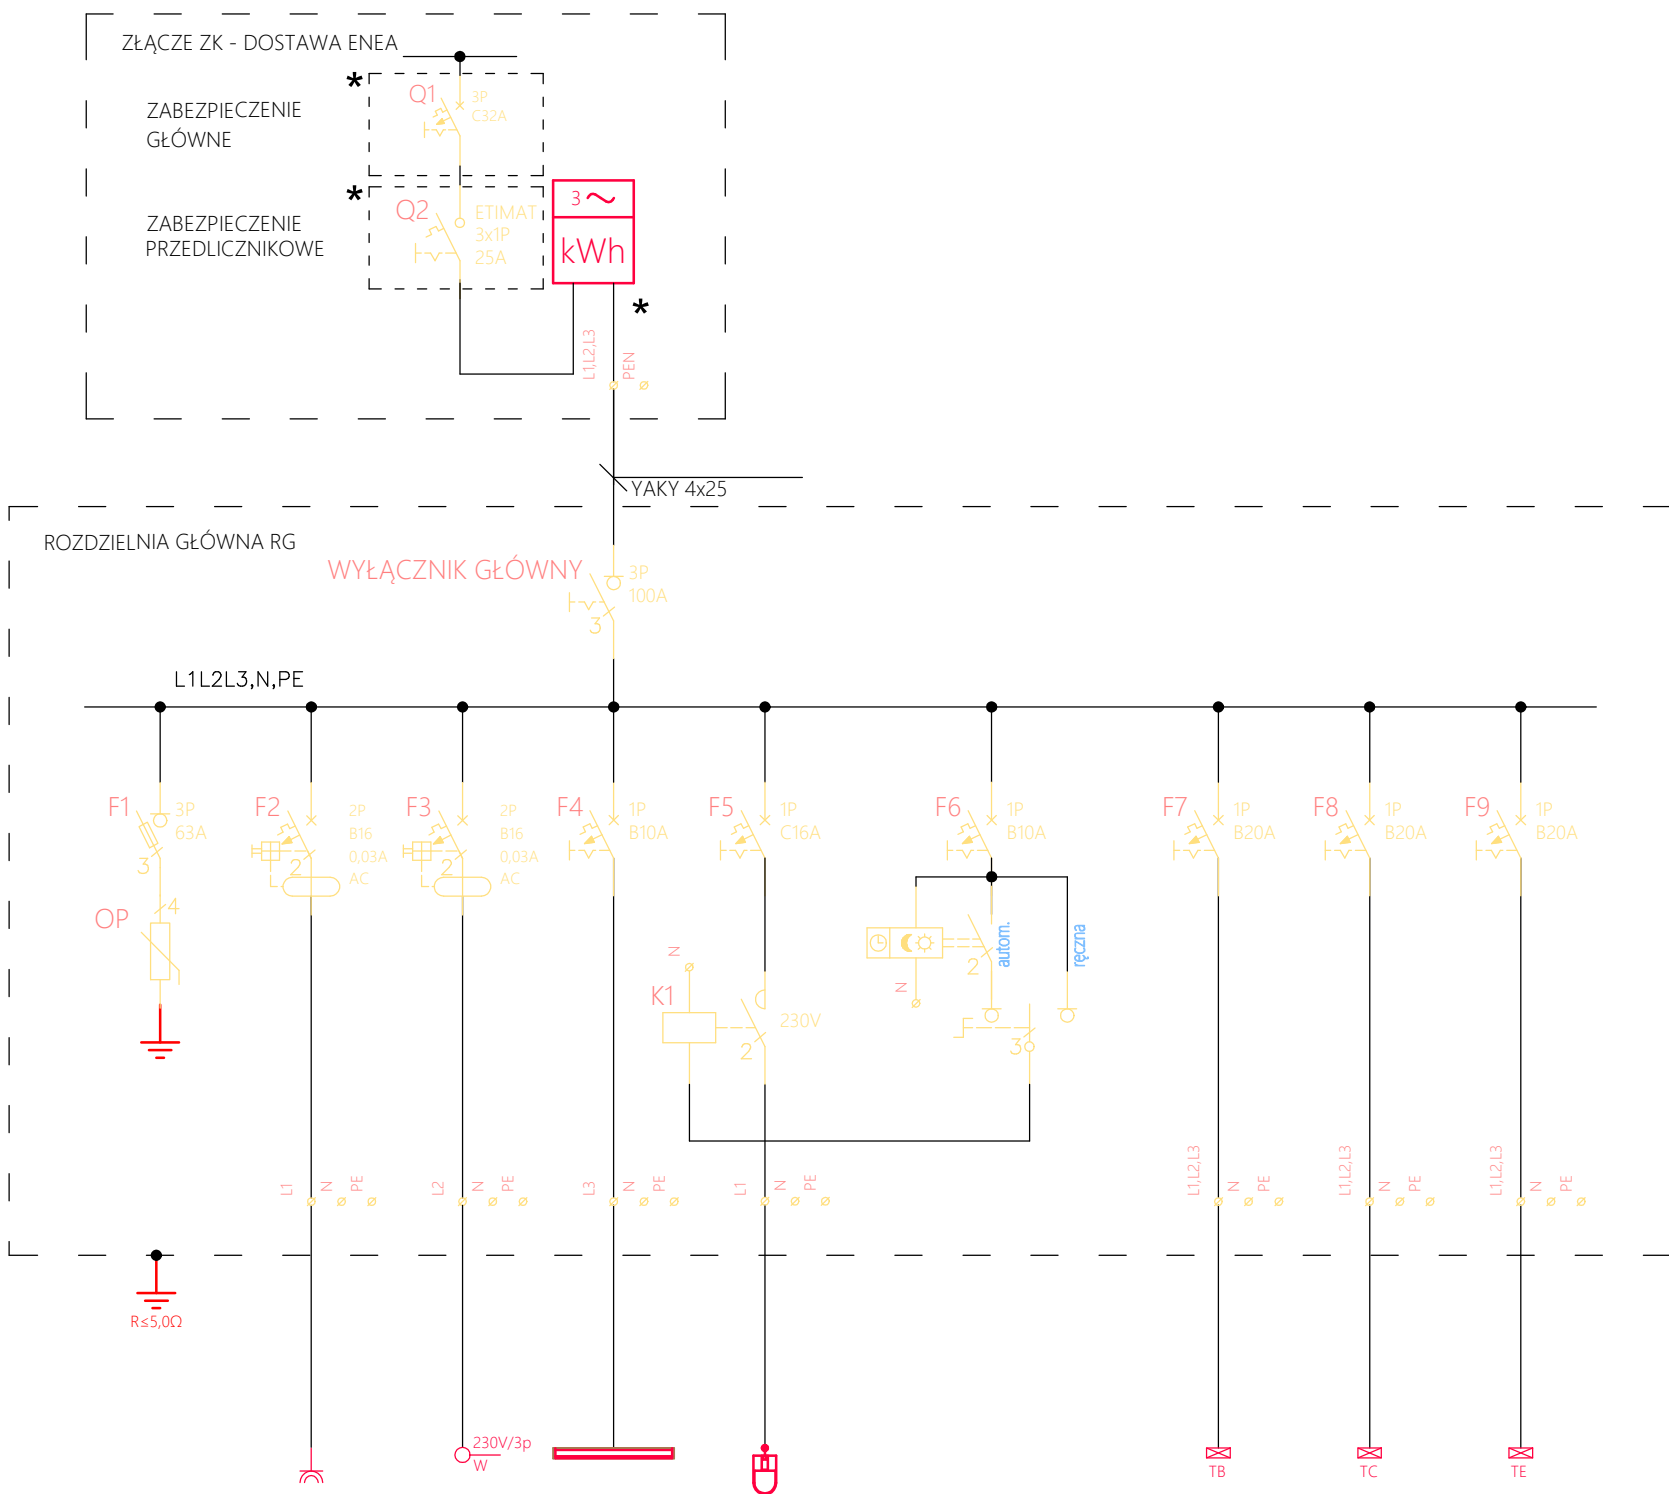 ZŁĄCZE ZK - DOSTAWA ENEA
*
Q1
3P
C32A
ZABEZPIECZENIE
GŁÓWNE
*
Q2
ETIMAT
3x1P
25A
ZABEZPIECZENIE
PRZEDLICZNIKOWE
3
kWh
*
L1,L2,L3
PEN
YAKY 4x25
ROZDZIELNIA GŁÓWNA RG
WYŁĄCZNIK GŁÓWNY
3P
100A
3
L1L2L3,N,PE
F1
3P
63A
3
4
OP
F2
2P
B16
0,03A
AC
2
F3
2P
B16
0,03A
AC
2
F4
1P
B10A
F5
1P
C16A
F6
1P
B10A
F7
1P
B20A
F8
1P
B20A
F9
1P
B20A
autom.
ręczna
2
N
N
K1
230V
2
3
L1
N
PE
L2
N
PE
L3
N
PE
L1
N
PE
L1,L2,L3
N
PE
L1,L2,L3
N
PE
L1,L2,L3
N
PE
R≤5,0Ω
230V/3p
W
TB
TC
TE